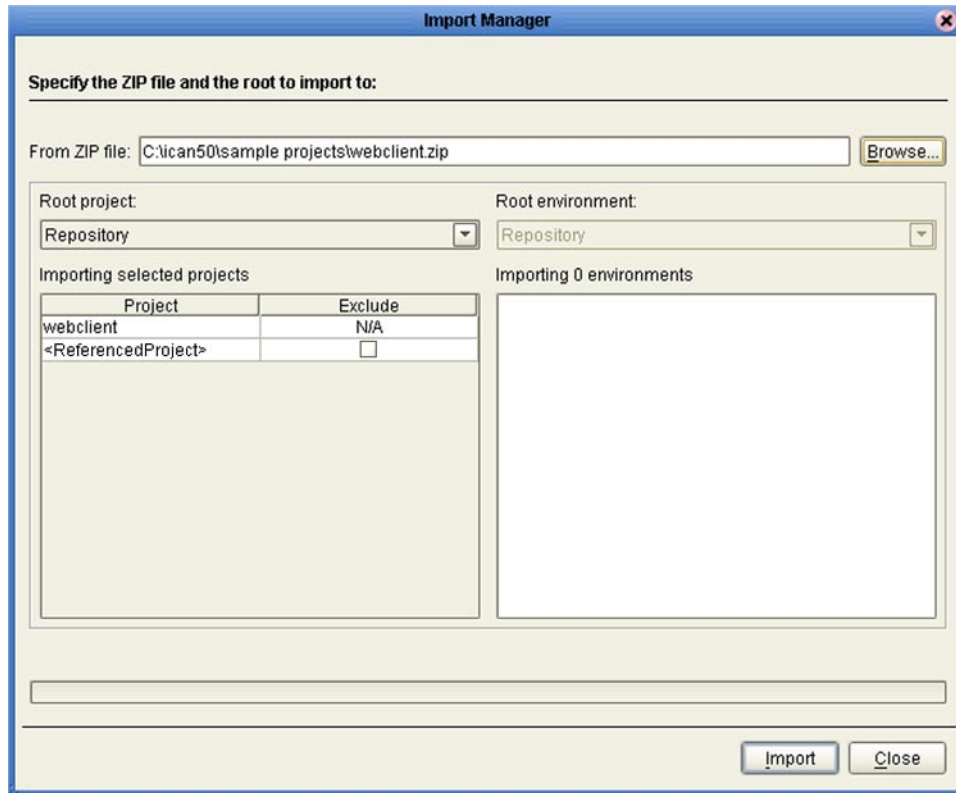 Import Manager
Specify the ZIP file and the root to import to:
From ZIP file: C:\ican50\sample projects\webclient.zip Browse...
Root project: Root environment:
Repository Repository
Importing selected projects Importing 0 environments
Project Exclude
webclient N/A
<ReferencedProject>
Import Close